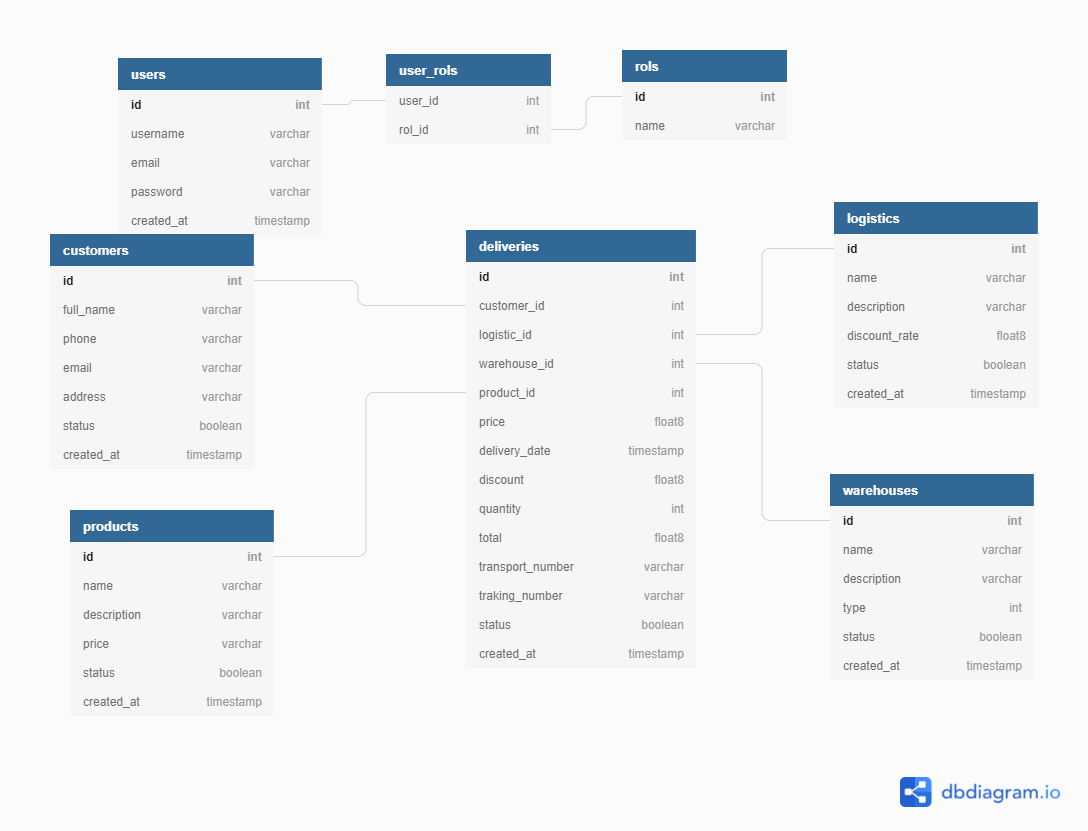 users
id int
username varchar
email varchar
password varchar
created_at timestamp
user_rols
user_id int
rol_id int
rols
id int
name varchar
customers
id int
full_name varchar
phone varchar
email varchar
address varchar
status boolean
created_at timestamp
deliveries
id int
customer_id int
logistic_id int
warehouse_id int
product_id int
price float8
delivery_date timestamp
discount float8
quantity int
total float8
transport_number varchar
traking_number varchar
status boolean
created_at timestamp
logistics
id int
name varchar
description varchar
discount_rate float8
status boolean
created_at timestamp
products
id int
name varchar
description varchar
price varchar
status boolean
created_at timestamp
warehouses
id int
name varchar
description varchar
type int
status boolean
created_at timestamp
dbdiagram.io